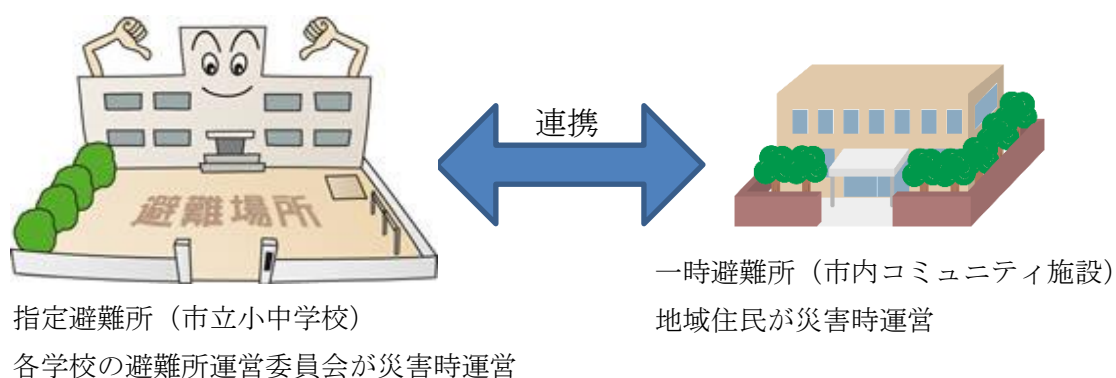 連携
避難場所
指定避難所（市立小中学校）
各学校の避難所運営委員会が災害時運営
一時避難所（市内コミュニティ施設）
地域住民が災害時運営